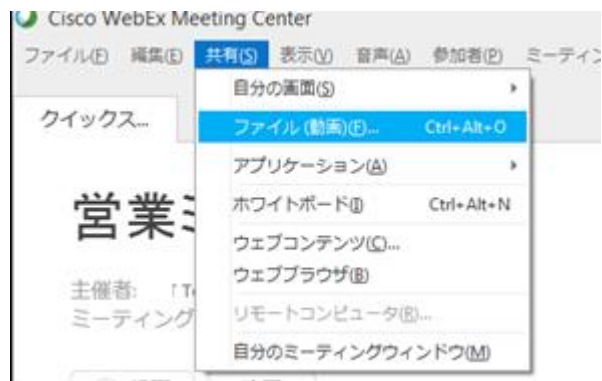 Cisco WebEx Meeting Center
ファイル(F) 編集(E) 共有(S) 表示(V) 音声(A) 参加者(P) ミーティン
自分の画面(S)
クイックス...
ファイル (動画)(F)... Ctrl+Alt+O
アプリケーション(A)
営業ミ
ホワイトボード(I) Ctrl+Alt+N
ウェブコンテンツ(C)...
ウェブブラウザ(B)
主催者:
リモートコンピュータ(R)...
ミーティング
自分のミーティングウィンドウ(M)